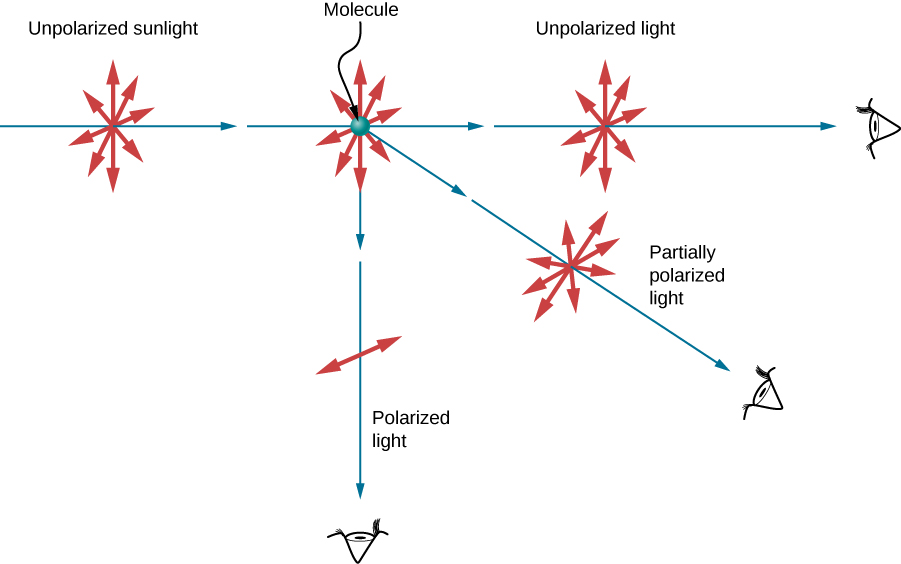 Molecule
Unpolarized sunlight
Unpolarized light
Partially
polarized
light
Polarized
light